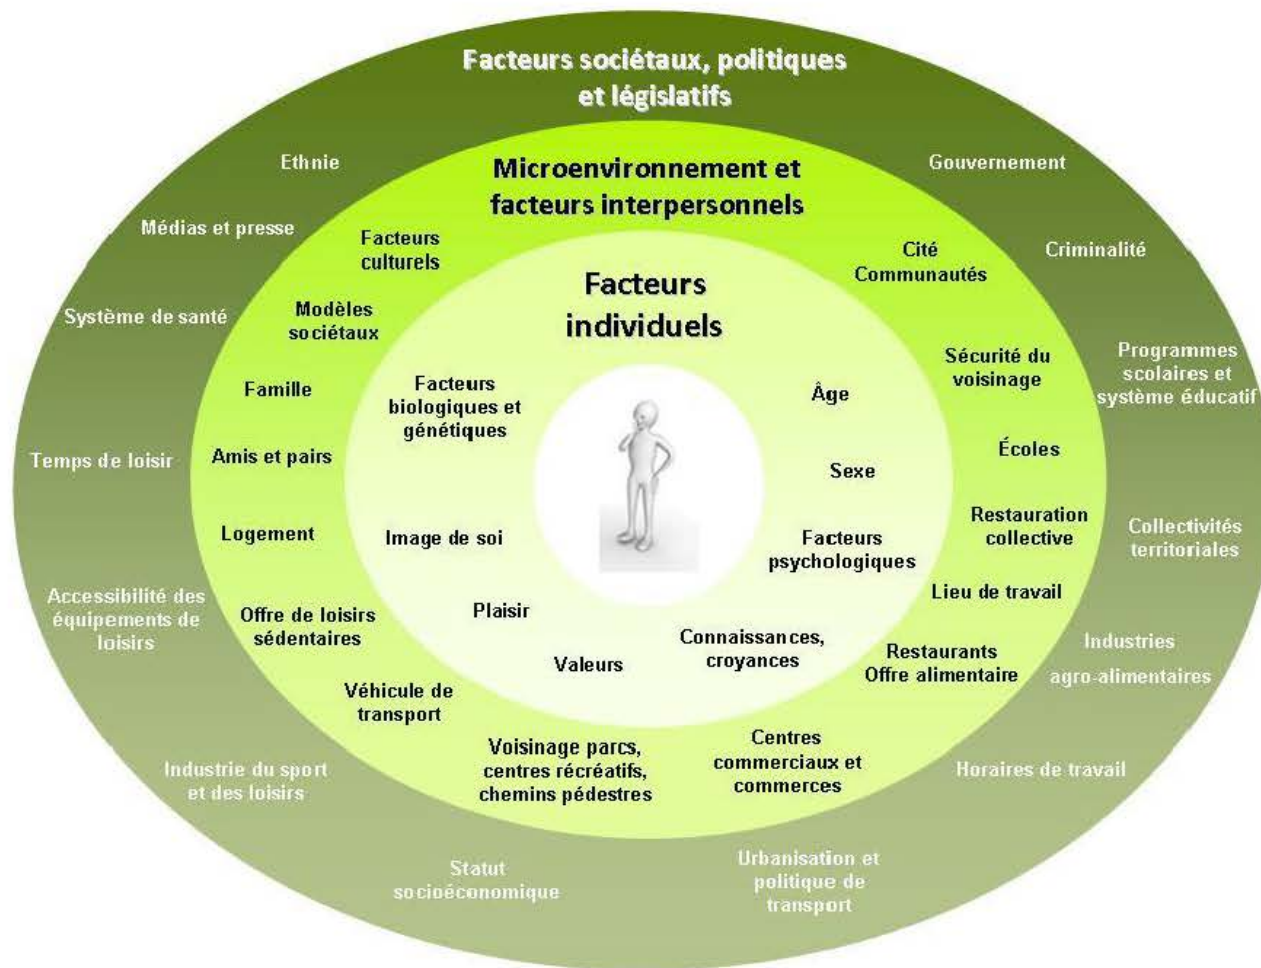 Facteurs sociétaux, politiques
et législatifs
Ethnie
Médias et presse
Système de santé
Temps de loisir
Accessibilité des
équipements de
loisirs
Industrie du sport
et des loisirs
Statut
socioéconomique
Urbanisation et
politique de
transport
Horaires de travail
Industries
agro-alimentaires
Collectivités
territoriales
Programmes
scolaires et
système éducatif
Criminalité
Gouvernement
Microenvironnement et
facteurs interpersonnels
Facteurs
culturels
Modèles
sociétaux
Famille
Amis et pairs
Logement
Offre de loisirs
sédentaires
Véhicule de
transport
Voisinage parcs,
centres récréatifs,
chemins pédestres
Centres
commerciaux et
commerces
Restaurants
Offre alimentaire
Lieu de travail
Restauration
collective
Écoles
Sécurité du
voisinage
Cité
Communautés
Facteurs
individuels
Facteurs
biologiques et
génétiques
Image de soi
Plaisir
Valeurs
Connaissances,
croyances
Facteurs
psychologiques
Sexe
Âge